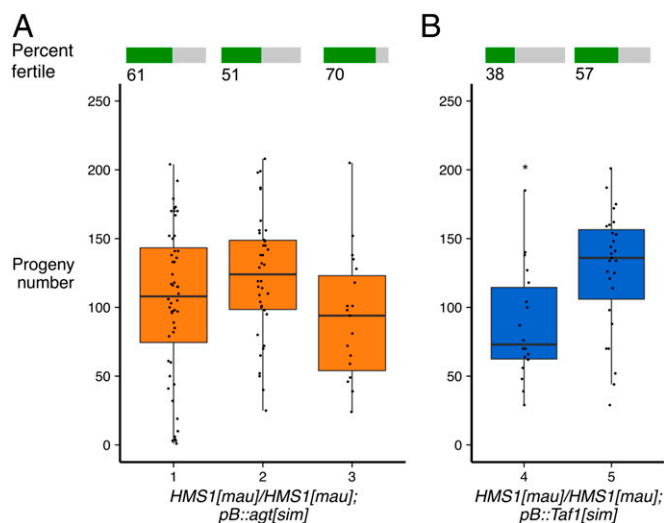 A
B
Percent
fertile
61 51 70
38 57
250
200
150
100
50
0
Progeny
number
250
200
150
100
50
0
*
1 2 3
4 5
HMS1[mau]/HMS1[mau];
pB::agt[sim]
HMS1[mau]/HMS1[mau];
pB::Taf1[sim]